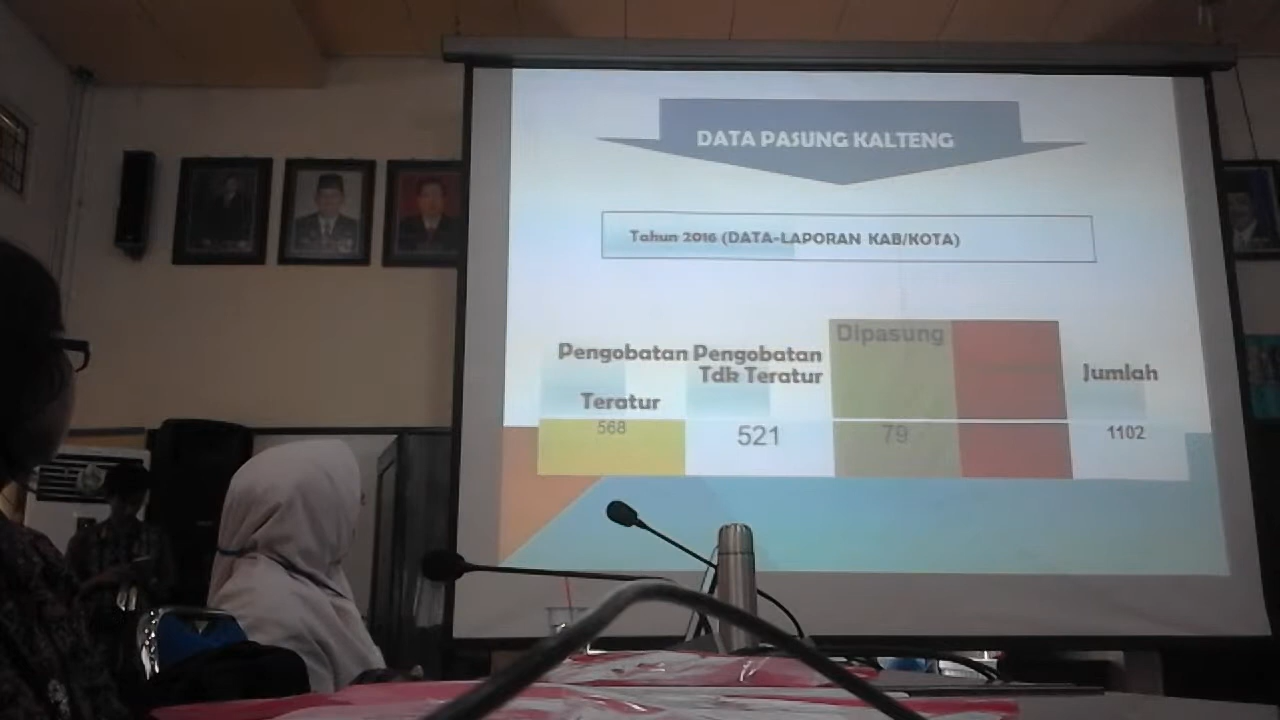 DATA PASUNG KALTENG
Tahun 2016 (DATA-LAPORAN KAB/KOTA)
Pengobatan Teratur
Pengobatan Tdk Teratur
Dipasung
Jumlah
568
521
79
1102